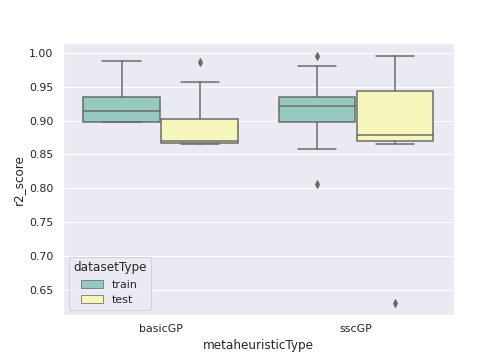 1.00
0.95
0.90
0.85
0.80
0.75
0.70
0.65
r2_score
datasetType
train
test
basicGP
sscGP
metaheuristicType